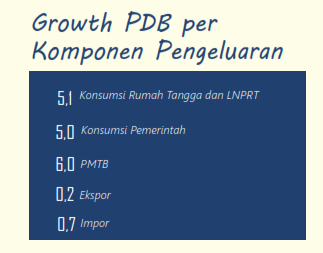 Growth PDB per
Komponen Pengeluaran
5,1 Konsumsi Rumah Tangga dan LNPRT
5,0 Konsumsi Pemerintah
6,0 PMTB
0,2 Ekspor
0,7 Impor